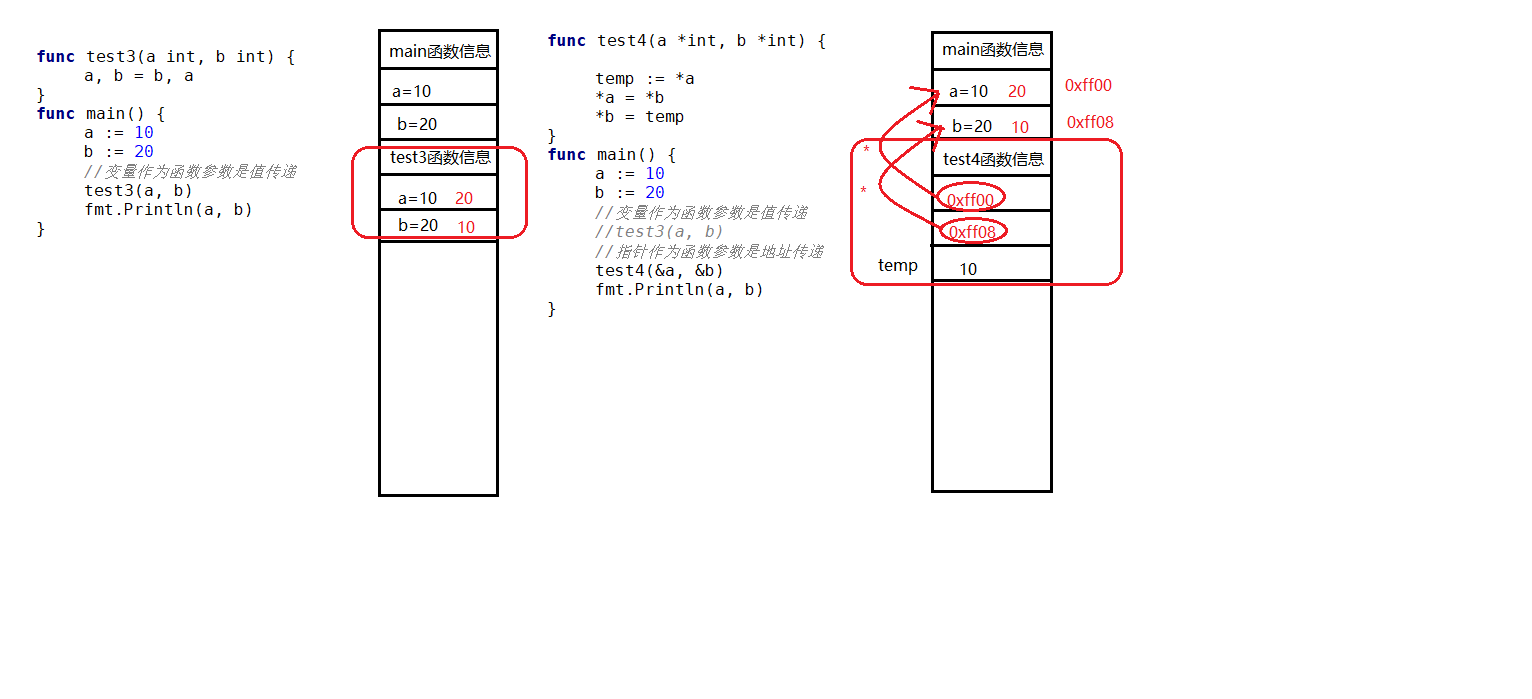 func test3(a int, b int) {
a, b = b, a
}
func main() {
a := 10
b := 20
//变量作为函数参数是值传递
test3(a, b)
fmt.Println(a, b)
}
main函数信息
a=10
b=20
test3函数信息
a=10 20
b=20 10
func test4(a *int, b *int) {
temp := *a
*a = *b
*b = temp
}
func main() {
a := 10
b := 20
//变量作为函数参数是值传递
//test3(a, b)
//指针作为函数参数是地址传递
test4(&a, &b)
fmt.Println(a, b)
}
main函数信息
a=10 20 0xff00
b=20 10 0xff08
*
test4函数信息
*
0xff00
0xff08
temp 10